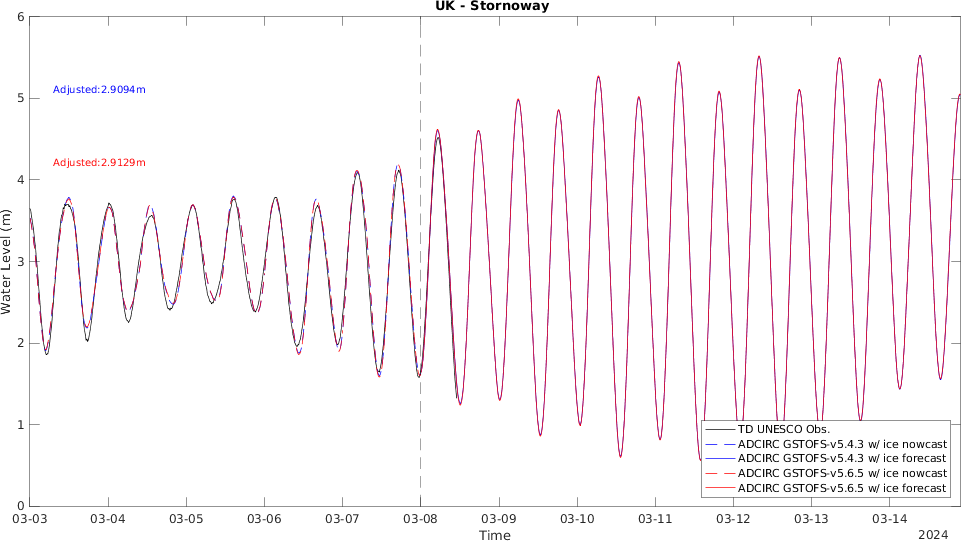 UK - Stornoway
6
5
4
3
2
1
0
Water Level (m)
Adjusted:2.9094m
Adjusted:2.9129m
TD UNESCO Obs.
ADCIRC GSTOFS-v5.4.3 w/ ice nowcast
ADCIRC GSTOFS-v5.4.3 w/ ice forecast
ADCIRC GSTOFS-v5.6.5 w/ ice nowcast
ADCIRC GSTOFS-v5.6.5 w/ ice forecast
03-03 03-04 03-05 03-06 03-07 03-08 03-09 03-10 03-11 03-12 03-13 03-14
Time
2024